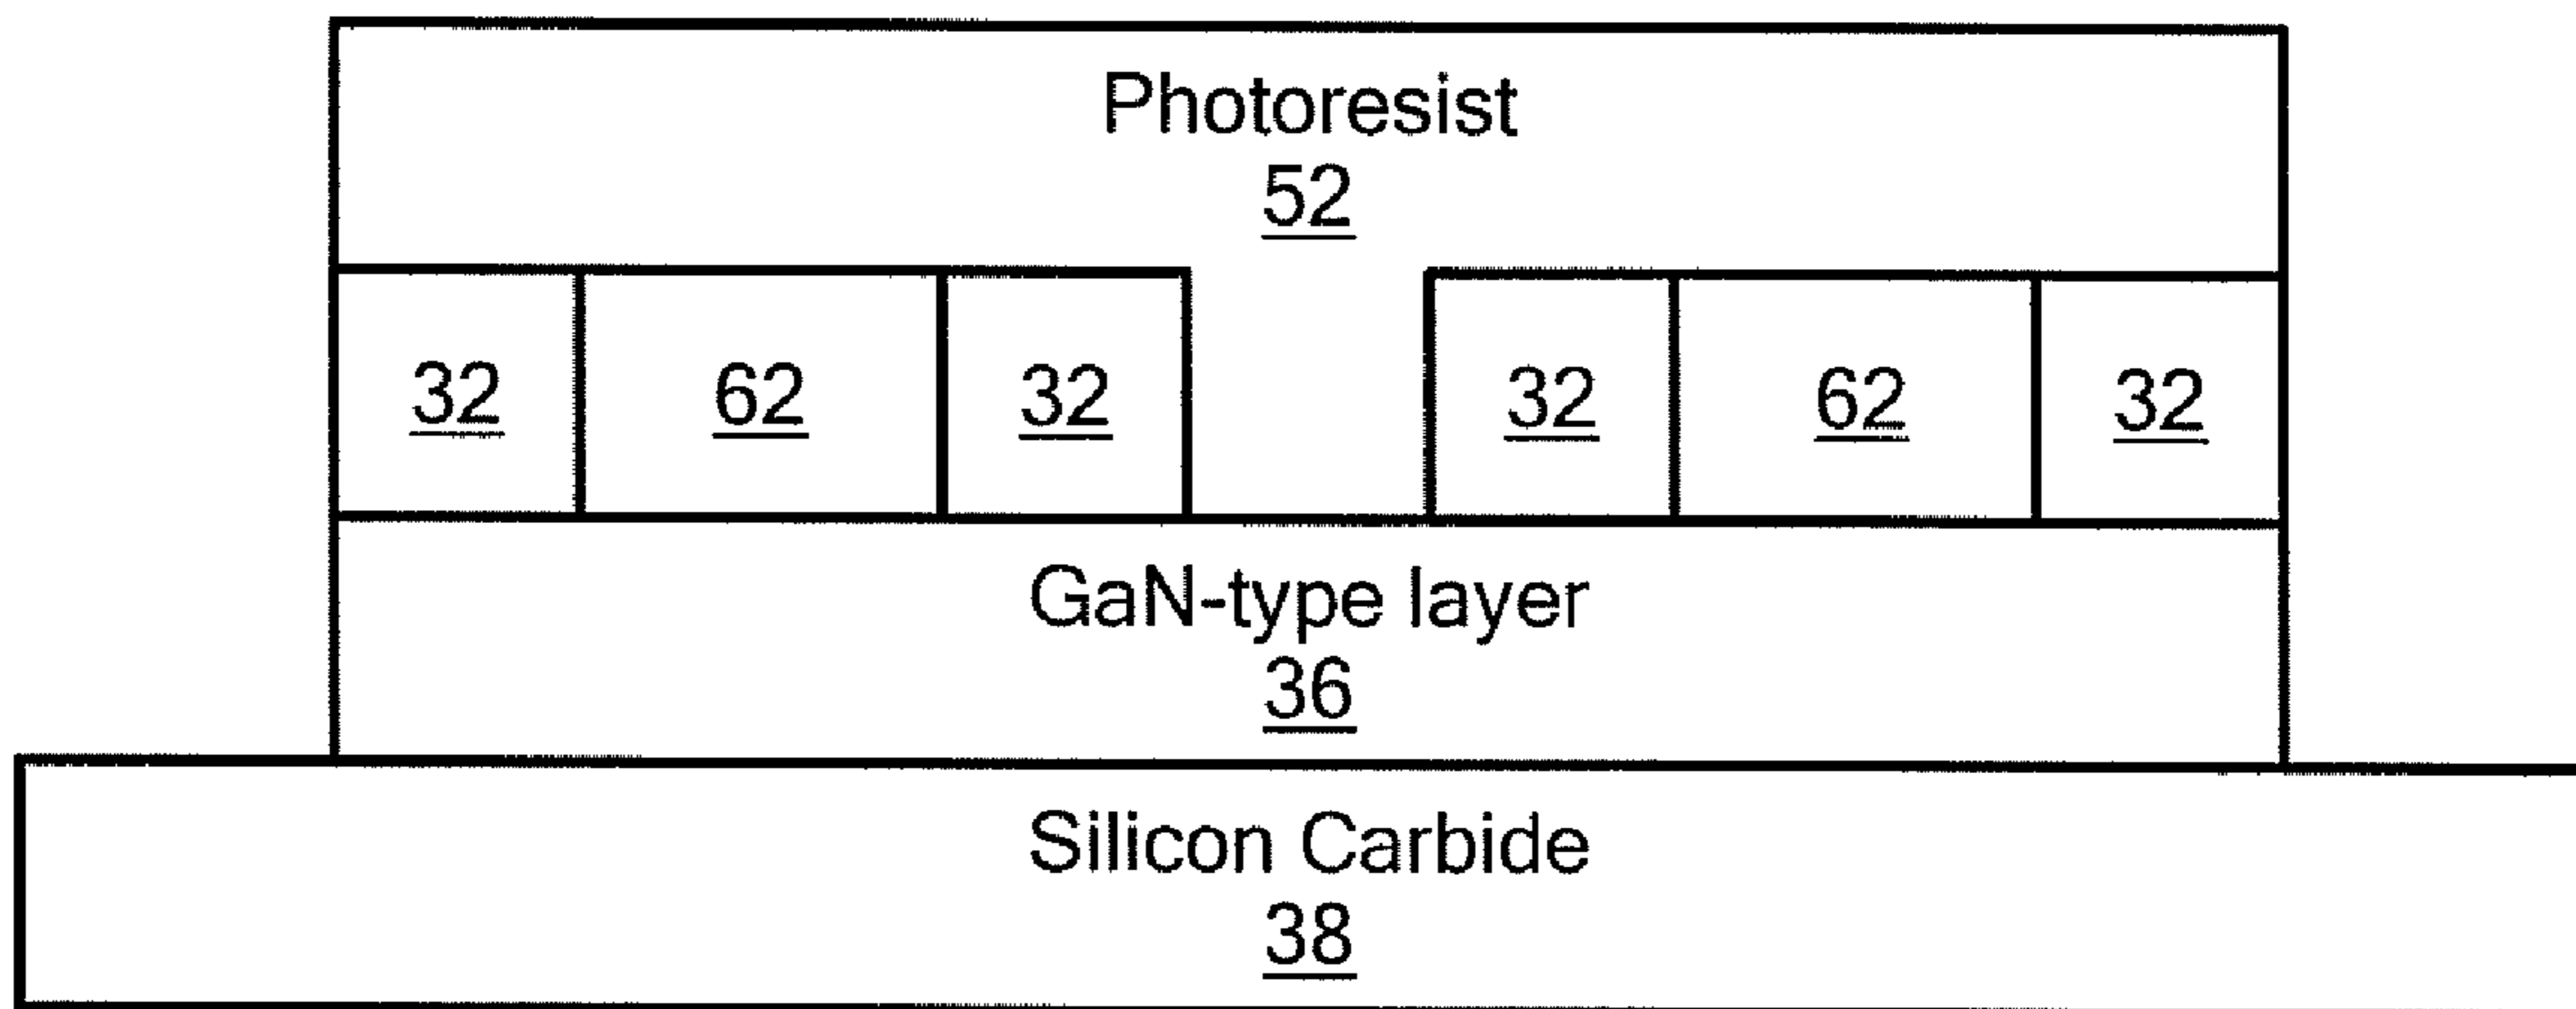 Photoresist
52
32 62 32 32 62 32
GaN-type layer
36
Silicon Carbide
38